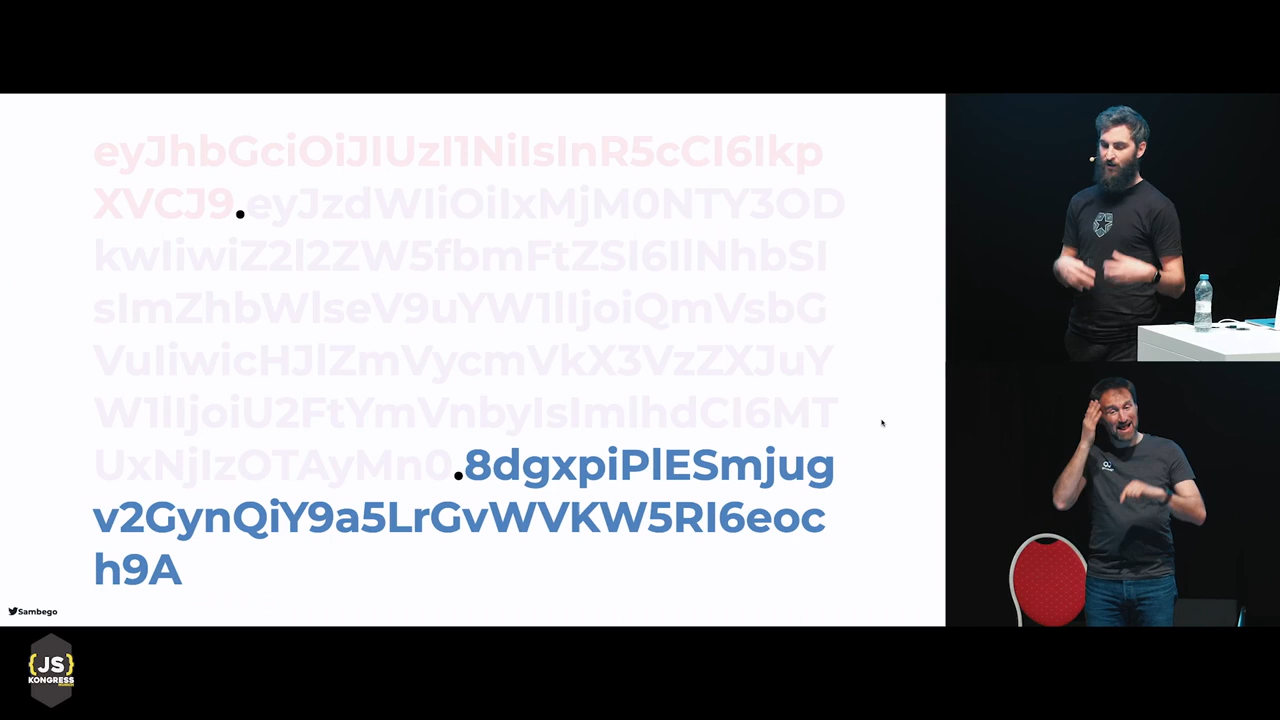 eyJhbGciOiJIUzI1NiIsInR5cCI6Ikp
XVCJ9.eyJzdWIiOiIxMjM0NTY3OD
kwIiwiZ2l2ZW5fbmFtZSI6IlNhbSI
sImZhbWlseV9uYW1lIjoiQmVsbG
VuIiwicHJlZmVycmVkX3VzZXJuY
W1lIjoiU2FtYmVnbyIsImlhdCI6MT
UxNjIzOTAyMn0.8dgxpiPlESmjug
v2GynQiY9a5LrGvWVKW5RI6eoc
h9A
Sambego
{JS}
KONGRESS